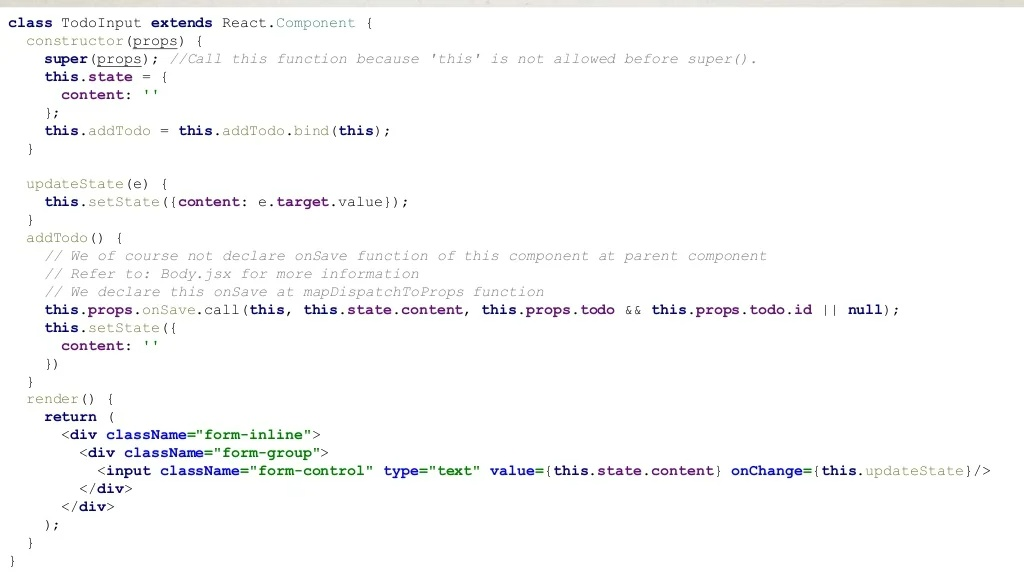 class TodoInput extends React.Component {
  constructor(props) {
    super(props); //Call this function because 'this' is not allowed before super().
    this.state = {
      content: ''
    };
    this.addTodo = this.addTodo.bind(this);
  }

  updateState(e) {
    this.setState({content: e.target.value});
  }
  addTodo() {
    // We of course not declare onSave function of this component at parent component
    // Refer to: Body.jsx for more information
    // We declare this onSave at mapDispatchToProps function
    this.props.onSave.call(this, this.state.content, this.props.todo && this.props.todo.id || null);
    this.setState({
      content: ''
    })
  }
  render() {
    return (
      <div className="form-inline">
        <div className="form-group">
          <input className="form-control" type="text" value={this.state.content} onChange={this.updateState}/>
        </div>
      </div>
    );
  }
}